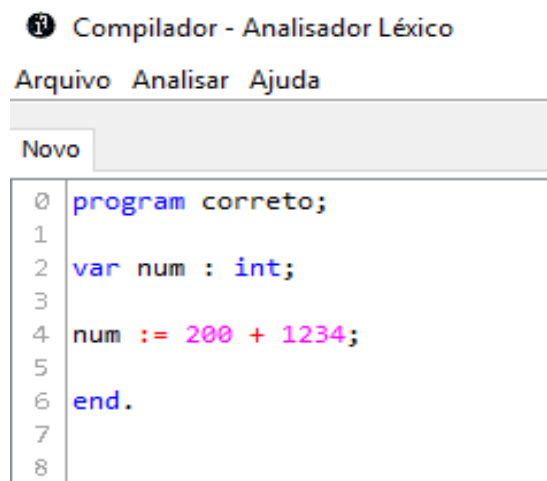 Compilador - Analisador Léxico
Arquivo Analisar Ajuda
Novo
0 program correto;
1
2 var num : int;
3
4 num := 200 + 1234;
5
6 end.
7
8